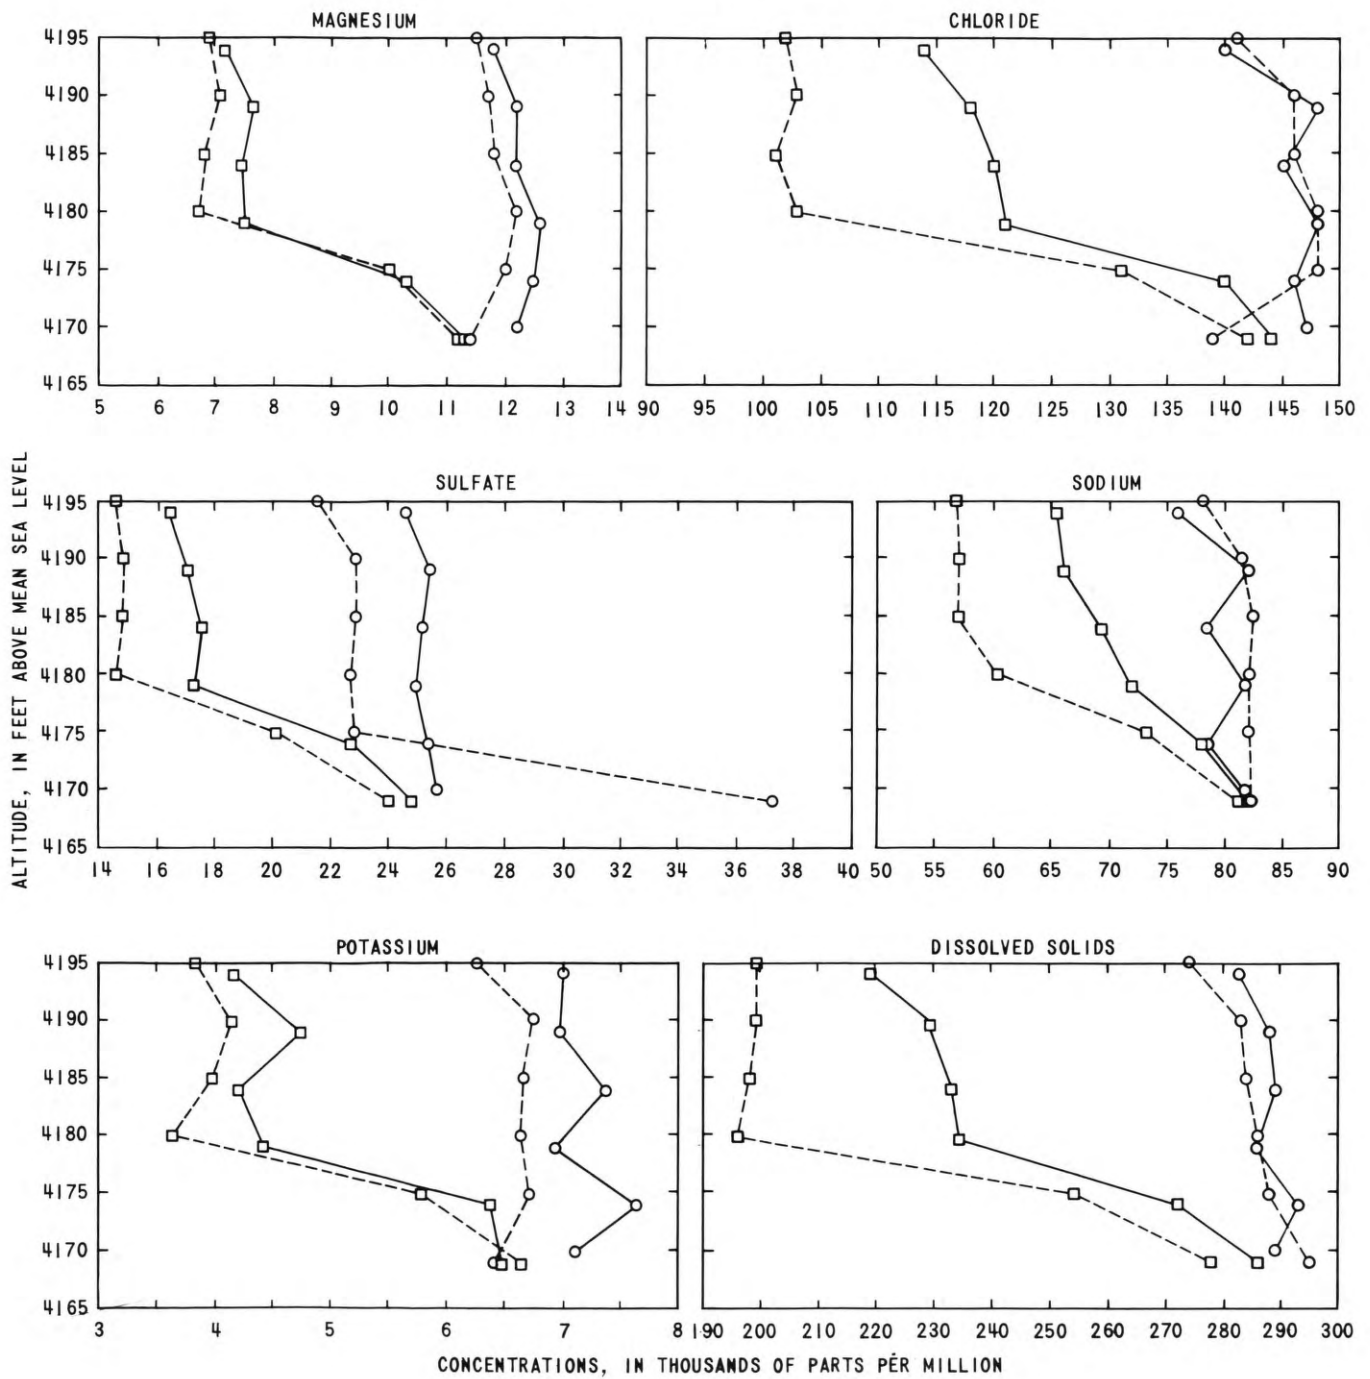 MAGNESIUM
CHLORIDE
4195
4190
4185
4180
4175
4170
4165
5 6 7 8 9 10 11 12 13 14
90 95 100 105 110 115 120 125 130 135 140 145 150
SULFATE
SODIUM
ALTITUDE, IN FEET ABOVE MEAN SEA LEVEL
4195
4190
4185
4180
4175
4170
4165
14 16 18 20 22 24 26 28 30 32 34 36 38 40
50 55 60 65 70 75 80 85 90
POTASSIUM
DISSOLVED SOLIDS
4195
4190
4185
4180
4175
4170
4165
3 4 5 6 7 8
190 200 210 220 230 240 250 260 270 280 290 300
CONCENTRATIONS, IN THOUSANDS OF PARTS PER MILLION